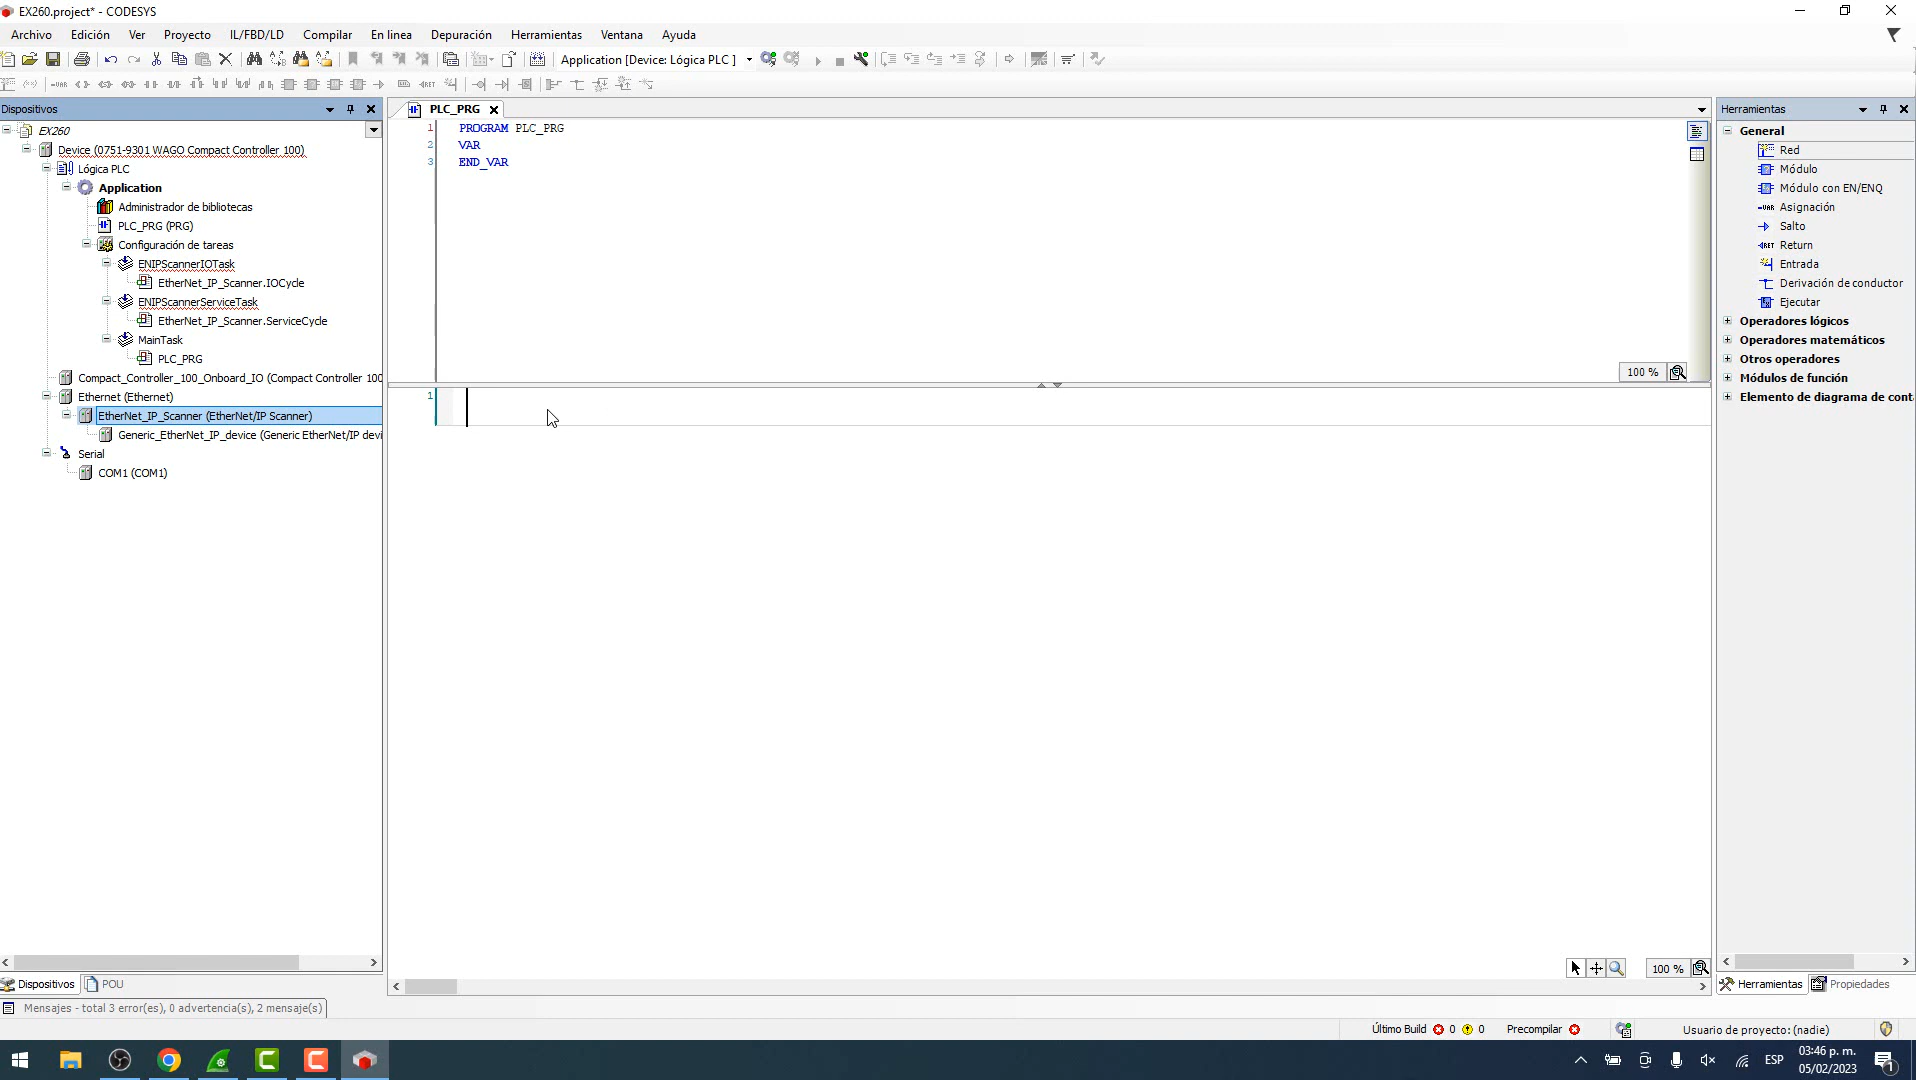 EX260.project* - CODESYS
Archivo Edición Ver Proyecto IL/FBD/LD Compilar En linea Depuración Herramientas Ventana Ayuda
Application [Device: Lógica PLC ]
Dispositivos
EX260
Device (0751-9301 WAGO Compact Controller 100)
Lógica PLC
Application
Administrador de bibliotecas
PLC_PRG (PRG)
Configuración de tareas
ENIPScannerIOTask
EtherNet_IP_Scanner.IOCycle
ENIPScannerServiceTask
EtherNet_IP_Scanner.ServiceCycle
MainTask
PLC_PRG
Compact_Controller_100_Onboard_IO (Compact Controller 100
Ethernet (Ethernet)
EtherNet_IP_Scanner (EtherNet/IP Scanner)
Generic_EtherNet_IP_device (Generic EtherNet/IP devi
Serial
COM1 (COM1)
Dispositivos POU
PLC_PRG
1 PROGRAM PLC_PRG
2 VAR
3 END_VAR
100 %
1
100 %
Herramientas
General
Red
Módulo
Módulo con EN/ENQ
Asignación
Salto
Return
Entrada
Derivación de conductor
Ejecutar
Operadores lógicos
Operadores matemáticos
Otros operadores
Módulos de función
Elemento de diagrama de cont
Herramientas Propiedades
Mensajes - total 3 error(es), 0 advertencia(s), 2 mensaje(s)
Último Build 0 0 Precompilar Usuario de proyecto: (nadie)
ESP
03:46 p. m.
05/02/2023
1